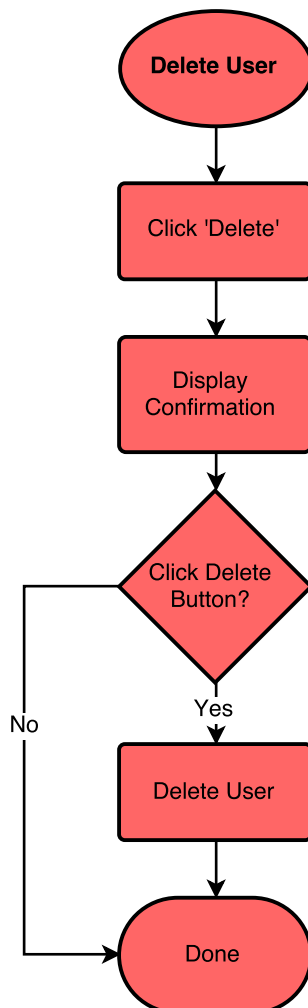 Delete User
Click 'Delete'
Display
Confirmation
Click Delete
Button?
Yes
No
Delete User
Done